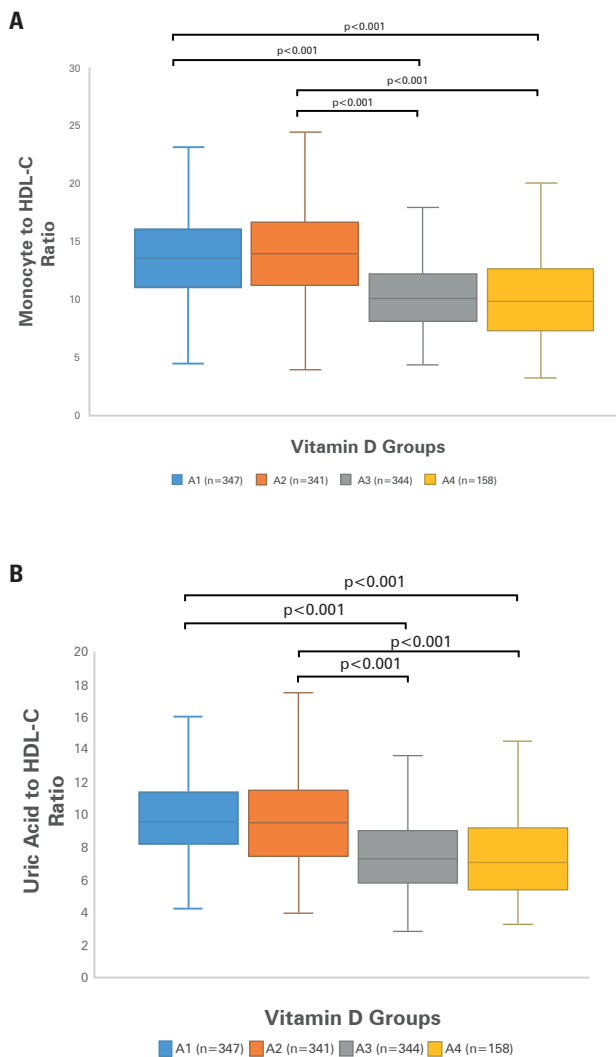 A
p<0.001
p<0.001
p<0.001
p<0.001
30
25
20
15
10
5
0
Monocyte to HDL-C
Ratio
Vitamin D Groups
A1 (n=347) A2 (n=341) A3 (n=344) A4 (n=158)
B
p<0.001
p<0.001
p<0.001
p<0.001
20
18
16
14
12
10
8
6
4
2
0
Uric Acid to HDL-C
Ratio
Vitamin D Groups
A1 (n=347) A2 (n=341) A3 (n=344) A4 (n=158)